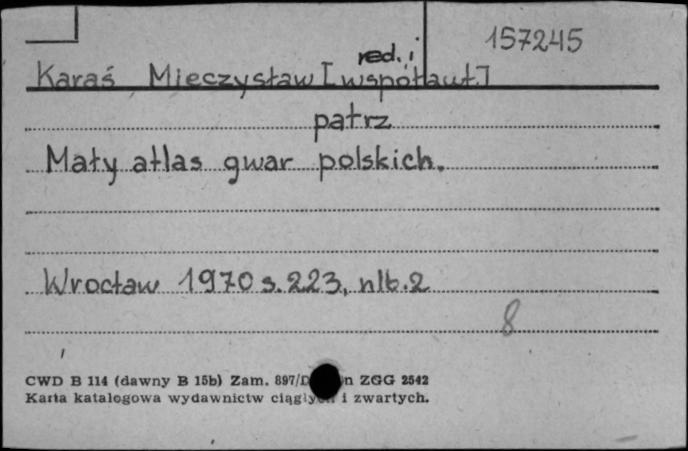 157245
red. i
Karaś Mieczysław [współaut.]
patrz
Mały atlas gwar polskich.
Wrocław 1970 s. 223, nlb. 2
8
CWD B 114 (dawny B 15b) Zam. 897/D n ZGG 2542
Karta katalogowa wydawnictw ciągłych i zwartych.